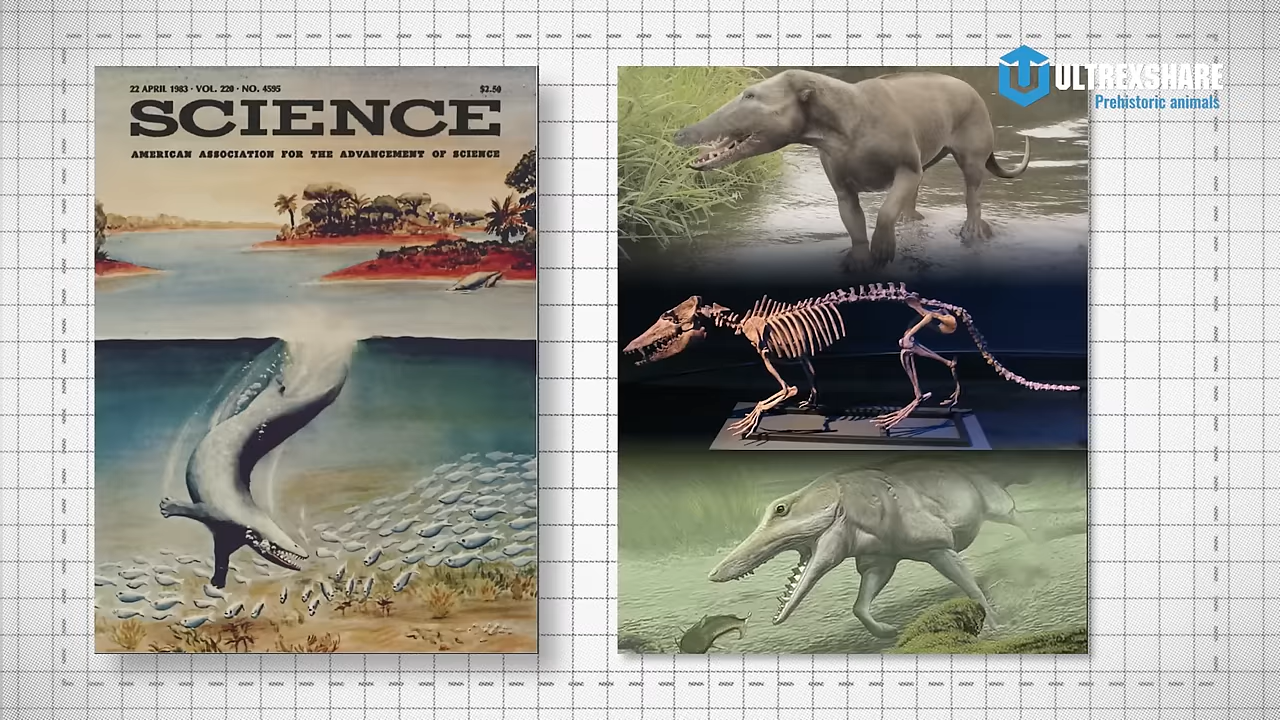 22 APRIL 1983 · VOL. 220 · NO. 4595
$2.50
SCIENCE
AMERICAN ASSOCIATION FOR THE ADVANCEMENT OF SCIENCE
ULTREXSHARE
Prehistoric animals